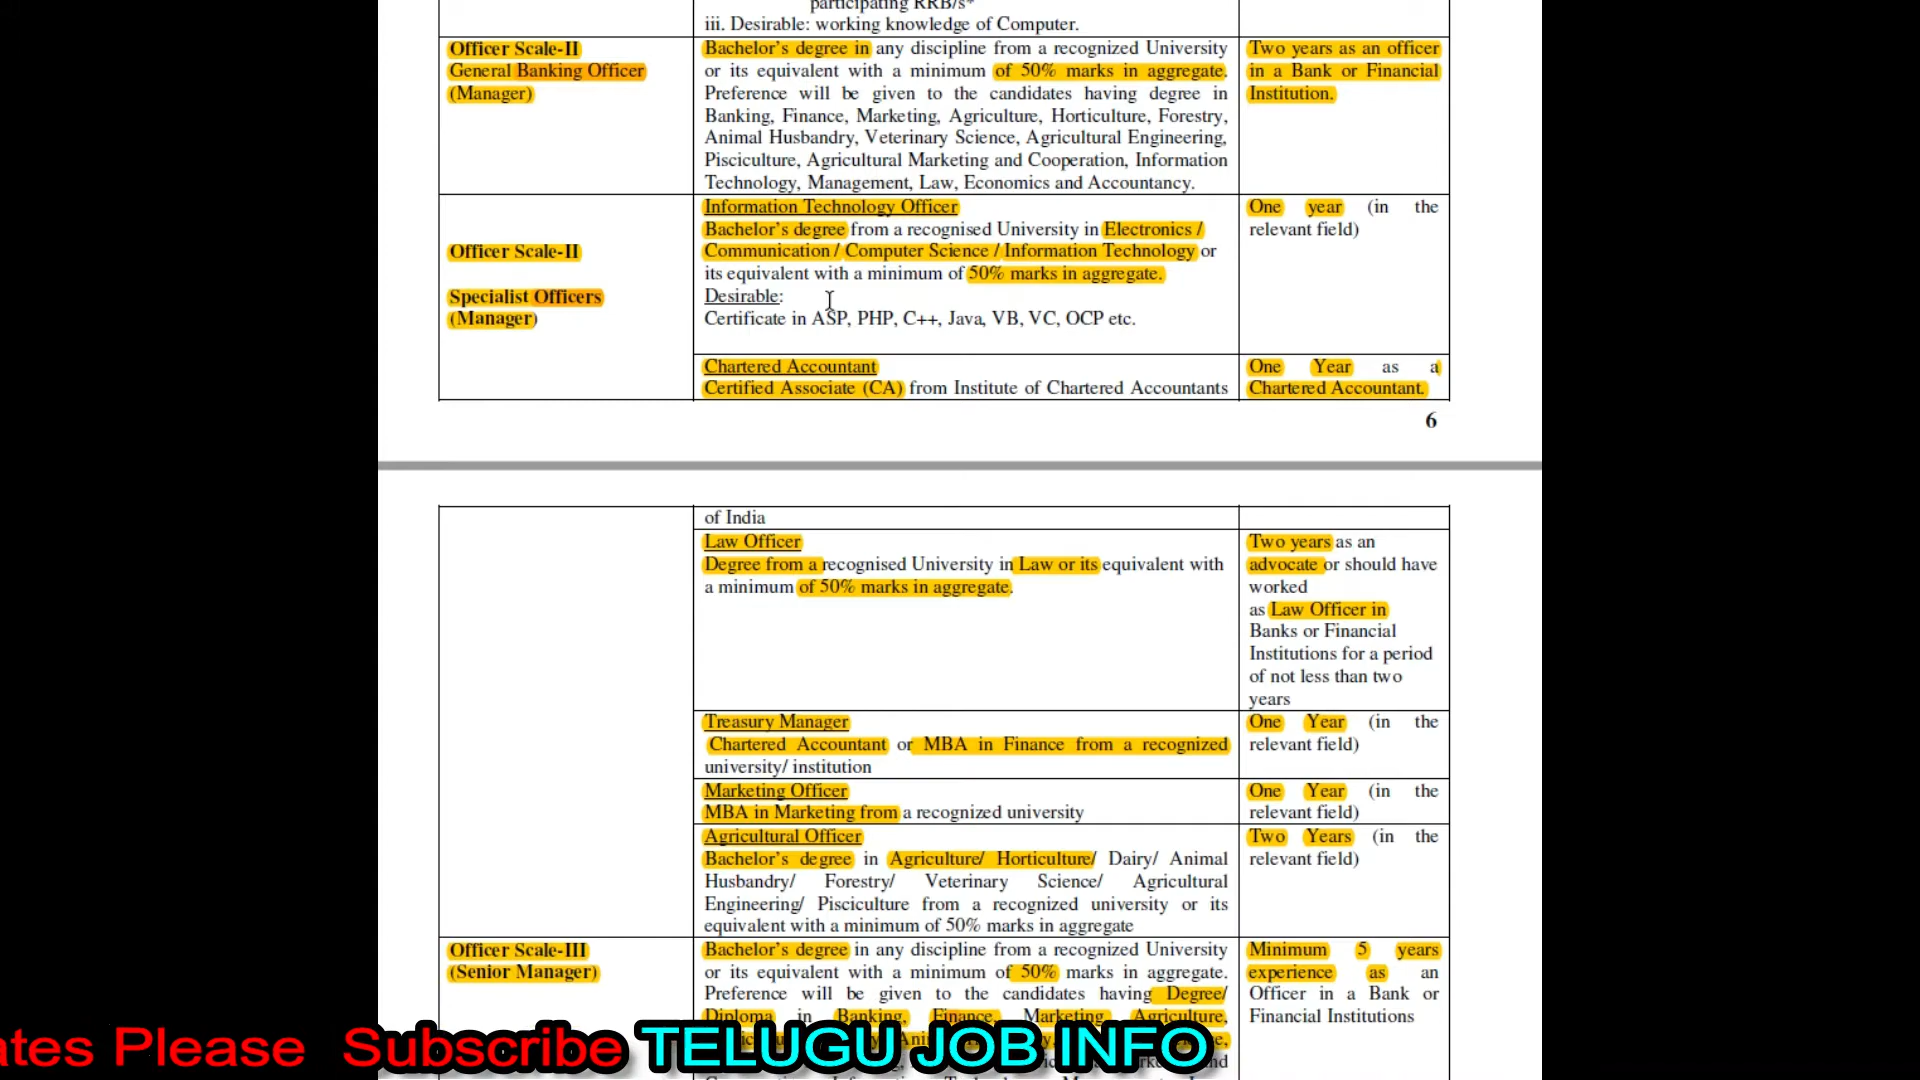 participating RRB/s*
iii. Desirable: working knowledge of Computer.
Officer Scale-II
General Banking Officer
(Manager)
Bachelor’s degree in any discipline from a recognized University
or its equivalent with a minimum of 50% marks in aggregate.
Preference will be given to the candidates having degree in
Banking, Finance, Marketing, Agriculture, Horticulture, Forestry,
Animal Husbandry, Veterinary Science, Agricultural Engineering,
Pisciculture, Agricultural Marketing and Cooperation, Information
Technology, Management, Law, Economics and Accountancy.
Two years as an officer
in a Bank or Financial
Institution.
Officer Scale-II
Specialist Officers
(Manager)
Information Technology Officer
Bachelor’s degree from a recognised University in Electronics /
Communication / Computer Science / Information Technology or
its equivalent with a minimum of 50% marks in aggregate.
Desirable:
Certificate in ASP, PHP, C++, Java, VB, VC, OCP etc.
One year (in the
relevant field)
Chartered Accountant
Certified Associate (CA) from Institute of Chartered Accountants
One Year as a
Chartered Accountant.
6
of India
Law Officer
Degree from a recognised University in Law or its equivalent with
a minimum of 50% marks in aggregate.
Two years as an
advocate or should have
worked
as Law Officer in
Banks or Financial
Institutions for a period
of not less than two
years
Treasury Manager
Chartered Accountant or MBA in Finance from a recognized
university/ institution
One Year (in the
relevant field)
Marketing Officer
MBA in Marketing from a recognized university
One Year (in the
relevant field)
Agricultural Officer
Bachelor’s degree in Agriculture/ Horticulture/ Dairy/ Animal
Husbandry/ Forestry/ Veterinary Science/ Agricultural
Engineering/ Pisciculture from a recognized university or its
equivalent with a minimum of 50% marks in aggregate
Two Years (in the
relevant field)
Officer Scale-III
(Senior Manager)
Bachelor’s degree in any discipline from a recognized University
or its equivalent with a minimum of 50% marks in aggregate.
Preference will be given to the candidates having Degree/
Diploma in Banking, Finance, Marketing, Agriculture,
Minimum 5 years
experience as an
Officer in a Bank or
Financial Institutions
ates Please Subscribe TELUGU JOB INFO